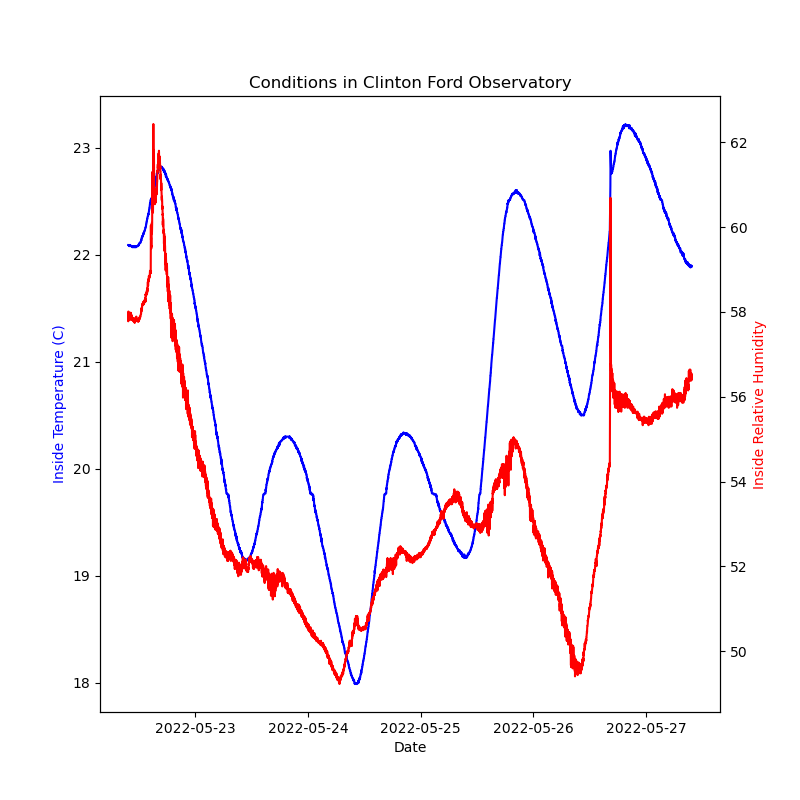 Conditions in Clinton Ford Observatory
Inside Temperature (C)
23
22
21
20
19
18
62
60
58
56
54
52
50
Inside Relative Humidity
2022-05-23 2022-05-24 2022-05-25 2022-05-26 2022-05-27
Date